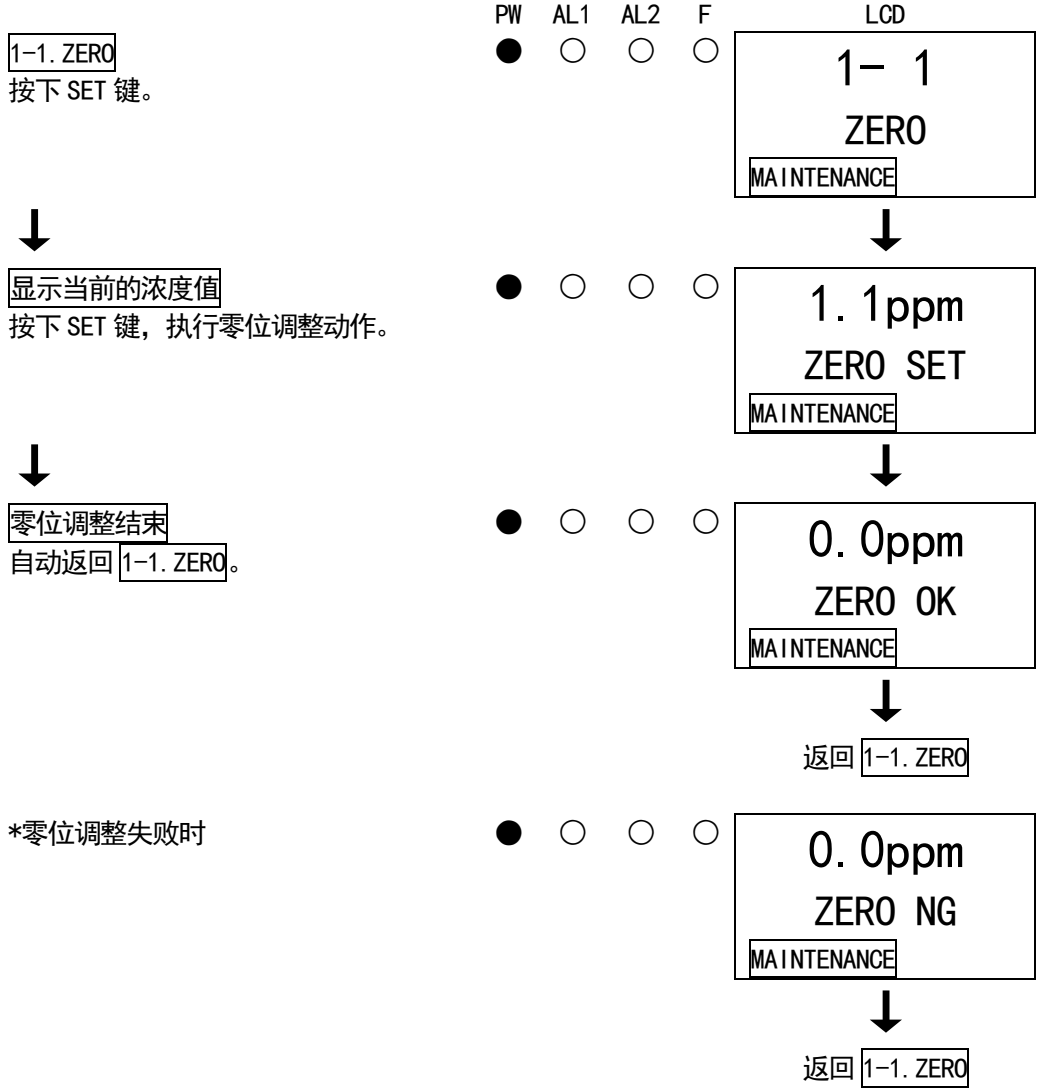 PW AL1 AL2 F LCD
1-1. ZERO
按下 SET 键。
● ○ ○ ○
1- 1
ZERO
MAINTENANCE
↓ ↓
显示当前的浓度值
按下 SET 键，执行零位调整动作。
● ○ ○ ○
1. 1ppm
ZERO SET
MAINTENANCE
↓ ↓
零位调整结束
自动返回 1-1. ZERO。
● ○ ○ ○
0. 0ppm
ZERO OK
MAINTENANCE
↓
返回 1-1. ZERO
*零位调整失败时
● ○ ○ ○
0. 0ppm
ZERO NG
MAINTENANCE
↓
返回 1-1. ZERO